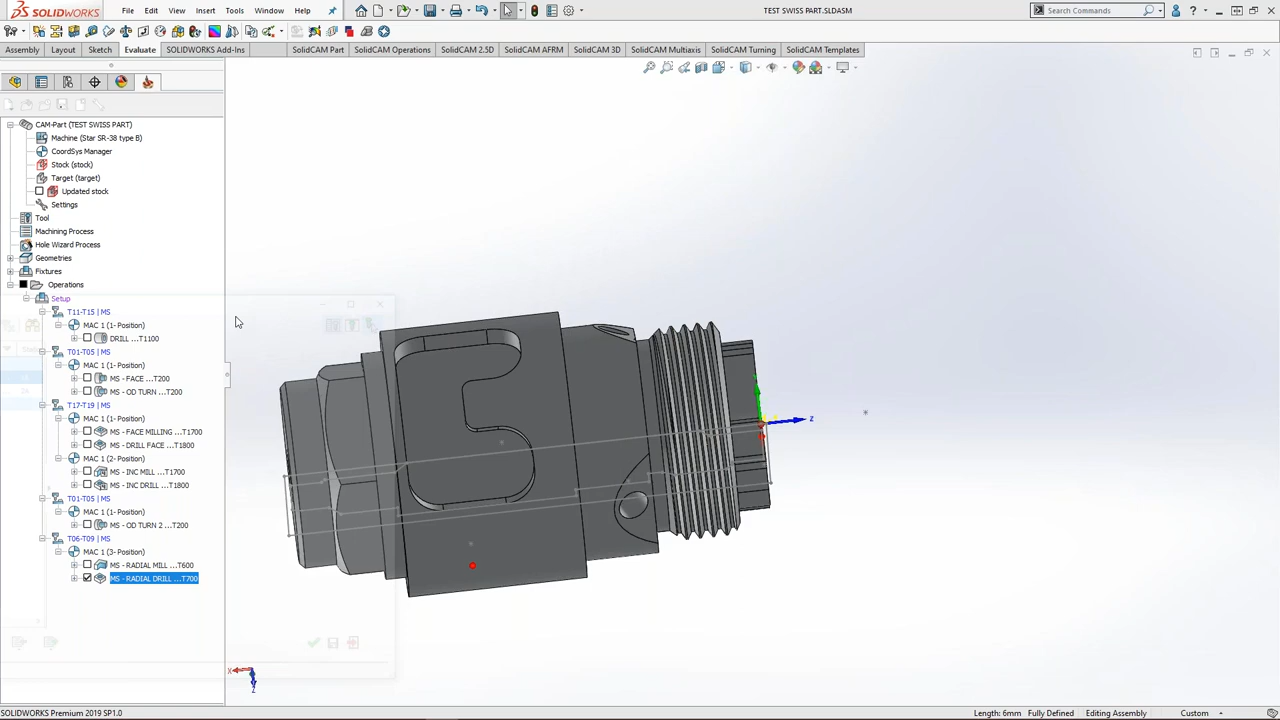 SOLIDWORKS File Edit View Insert Tools Window Help TEST SWISS PART.SLDASM Search Commands
Assembly Layout Sketch Evaluate SOLIDWORKS Add-Ins SolidCAM Part SolidCAM Operations SolidCAM 2.5D SolidCAM AFRM SolidCAM 3D SolidCAM Multiaxis SolidCAM Turning SolidCAM Templates
CAM-Part (TEST SWISS PART)
Machine (Star SR-38 type B)
CoordSys Manager
Stock (stock)
Target (target)
Updated stock
Settings
Tool
Machining Process
Hole Wizard Process
Geometries
Fixtures
Operations
Setup
T11-T15 | MS
MAC 1 (1- Position)
DRILL ...T1100
T01-T05 | MS
MAC 1 (1- Position)
MS - FACE ...T200
MS - OD TURN ...T200
T17-T19 | MS
MAC 1 (1- Position)
MS - FACE MILLING ...T1700
MS - DRILL FACE ...T1800
MAC 1 (2- Position)
MS - INC MILL ...T1700
MS - INC DRILL ...T1800
T01-T05 | MS
MAC 1 (1- Position)
MS - OD TURN 2 ...T200
T06-T09 | MS
MAC 1 (3- Position)
MS - RADIAL MILL ...T600
MS - RADIAL DRILL ...T700
Z
X
Z
SOLIDWORKS Premium 2019 SP1.0 Length: 6mm Fully Defined Editing Assembly Custom